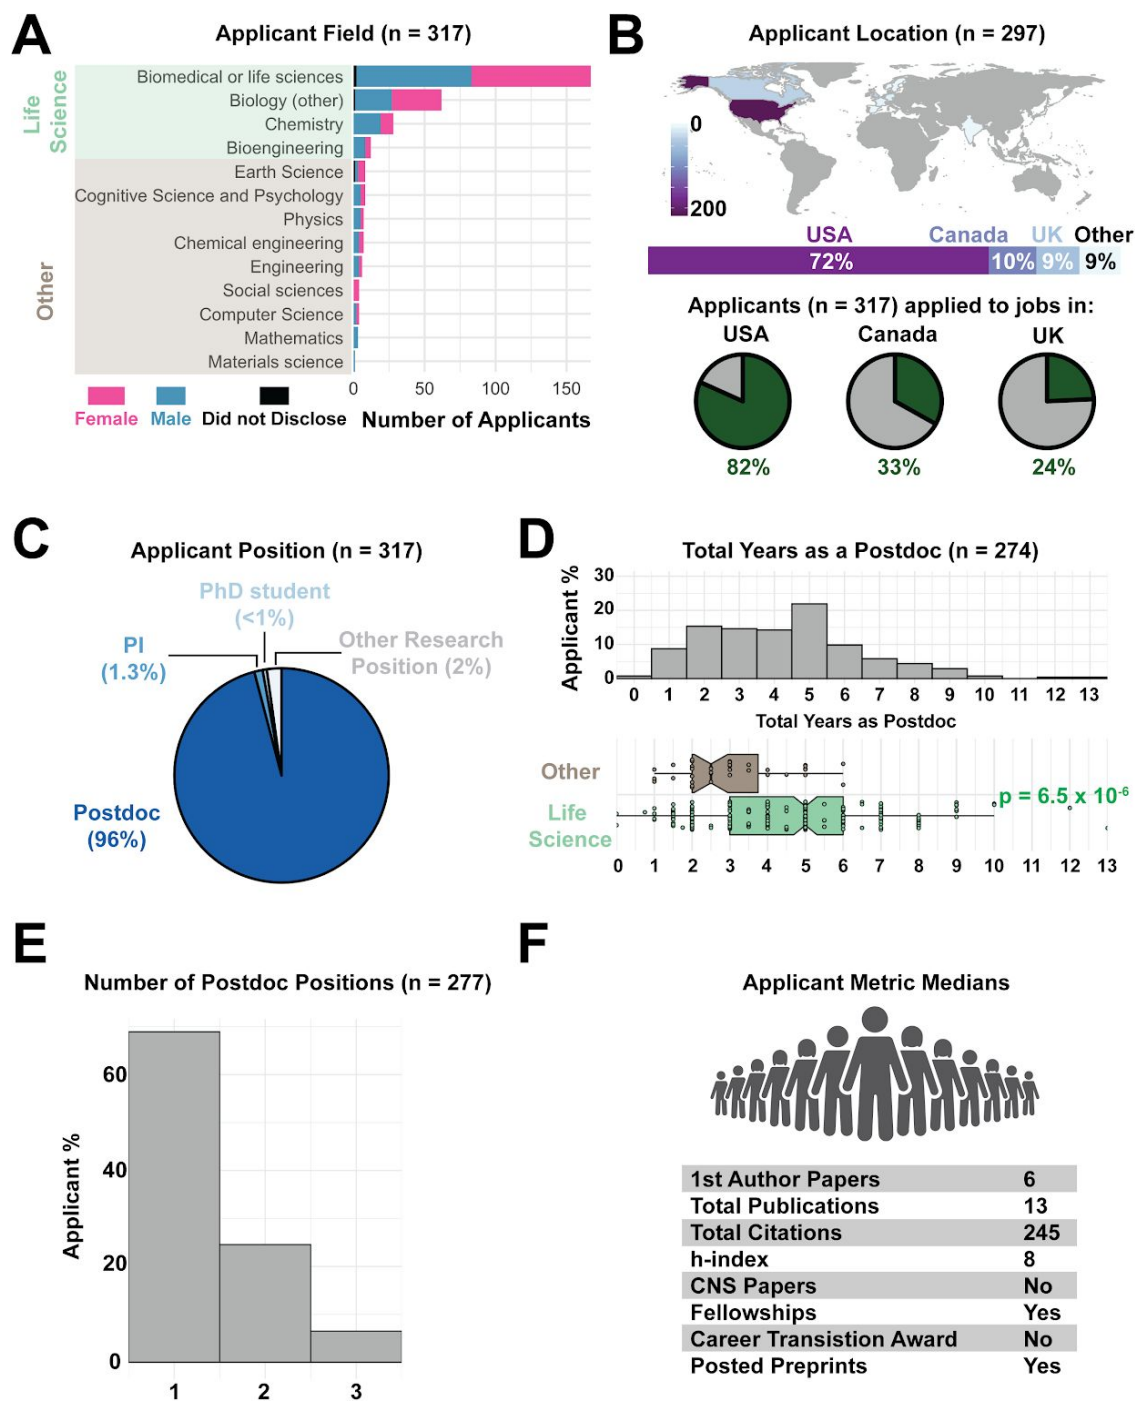 A
Applicant Field (n = 317)
Life
Science
Biomedical or life sciences
Biology (other)
Chemistry
Bioengineering
Other
Earth Science
Cognitive Science and Psychology
Physics
Chemical engineering
Engineering
Social sciences
Computer Science
Mathematics
Materials science
0 50 100 150
Female Male Did not Disclose Number of Applicants
B
Applicant Location (n = 297)
0
200
USA Canada UK Other
72% 10% 9% 9%
Applicants (n = 317) applied to jobs in:
USA Canada UK
82% 33% 24%
C
Applicant Position (n = 317)
PhD student
(<1%)
PI
(1.3%)
Other Research
Position (2%)
Postdoc
(96%)
D
Total Years as a Postdoc (n = 274)
Applicant %
30
20
10
0
0 1 2 3 4 5 6 7 8 9 10 11 12 13
Total Years as Postdoc
Other
p = 6.5 x 10⁻⁶
Life
Science
0 1 2 3 4 5 6 7 8 9 10 11 12 13
E
Number of Postdoc Positions (n = 277)
Applicant %
60
40
20
0
1 2 3
F
Applicant Metric Medians
1st Author Papers 6
Total Publications 13
Total Citations 245
h-index 8
CNS Papers No
Fellowships Yes
Career Transistion Award No
Posted Preprints Yes